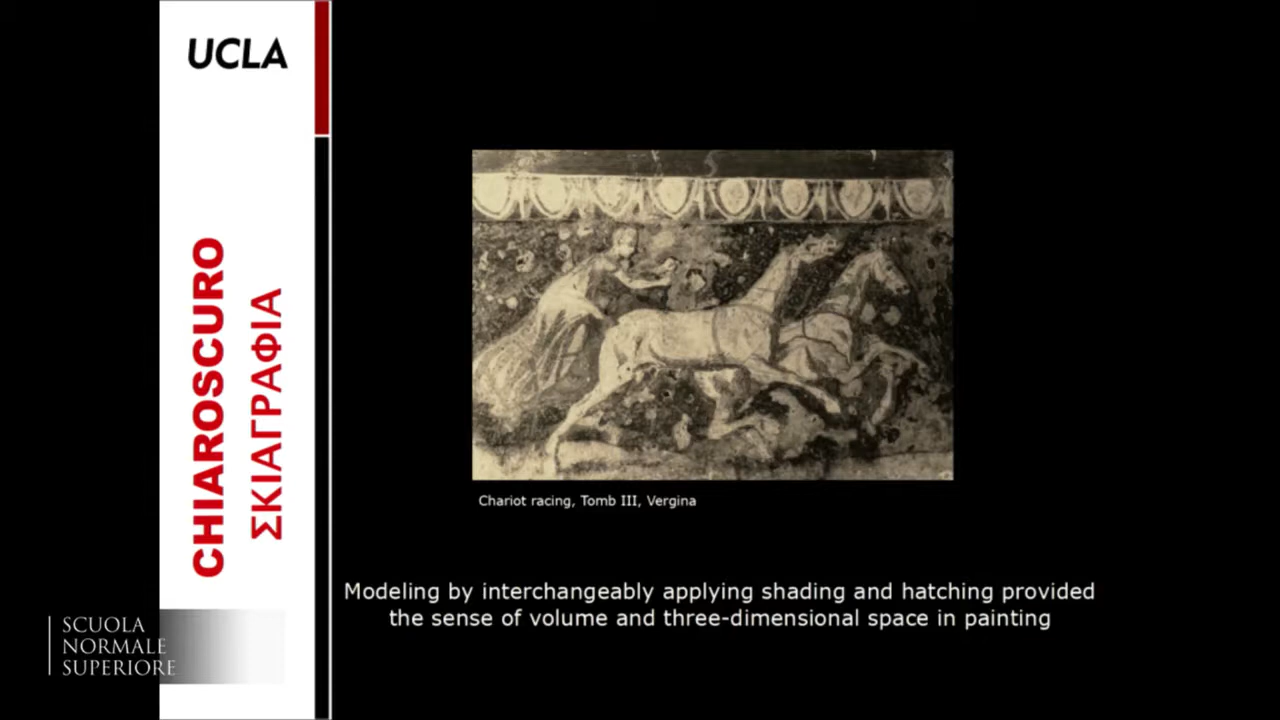 UCLA
CHIAROSCURO
ΣΚΙΑΓΡΑΦΙΑ
SCUOLA
NORMALE
SUPERIORE
Chariot racing, Tomb III, Vergina
Modeling by interchangeably applying shading and hatching provided
the sense of volume and three-dimensional space in painting